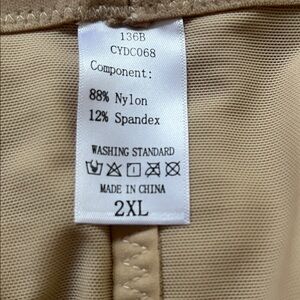 136B
CYDC068
Component:
88% Nylon
12% Spandex
WASHING STANDARD
MADE IN CHINA
2XL